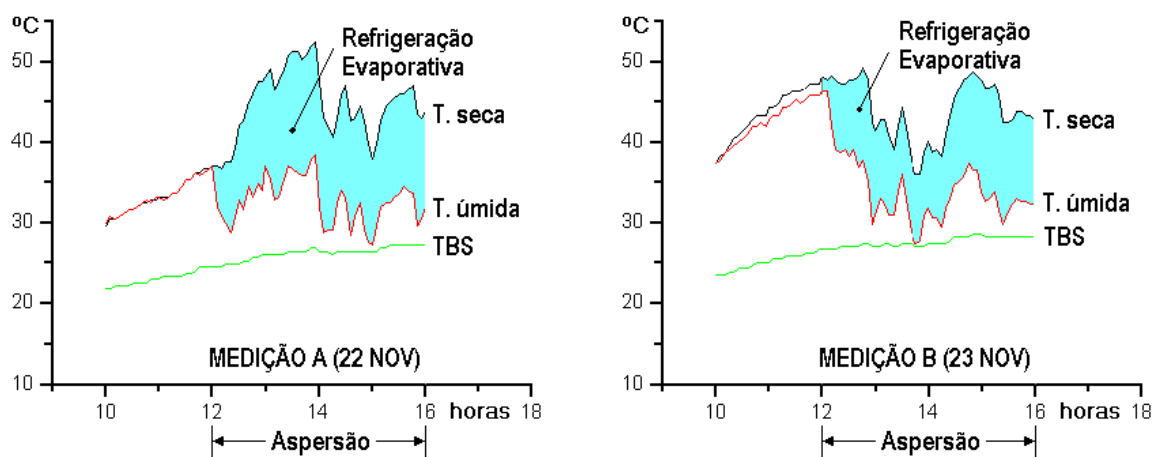 ºC
50
40
30
20
10
Refrigeração
Evaporativa
T. seca
T. úmida
TBS
MEDIÇÃO A (22 NOV)
10 12 14 16 horas 18
Aspersão
ºC
50
40
30
20
10
Refrigeração
Evaporativa
T. seca
T. úmida
TBS
MEDIÇÃO B (23 NOV)
10 12 14 16 horas 18
Aspersão